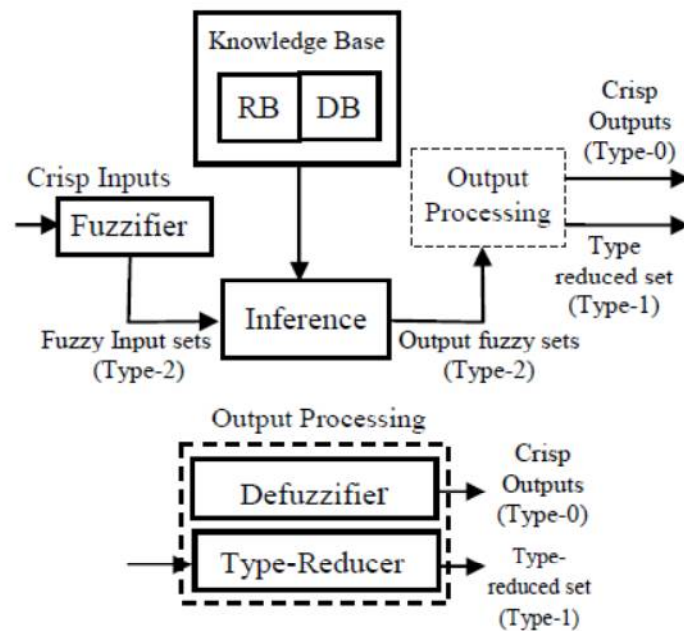 Knowledge Base
RB DB
Crisp
Outputs
(Type-0)
Crisp Inputs
Fuzzifier
Output
Processing
Type
reduced set
(Type-1)
Inference
Fuzzy Input sets
(Type-2)
Output fuzzy sets
(Type-2)
Output Processing
Defuzzifier
Crisp
Outputs
(Type-0)
Type-Reducer
Type-
reduced set
(Type-1)